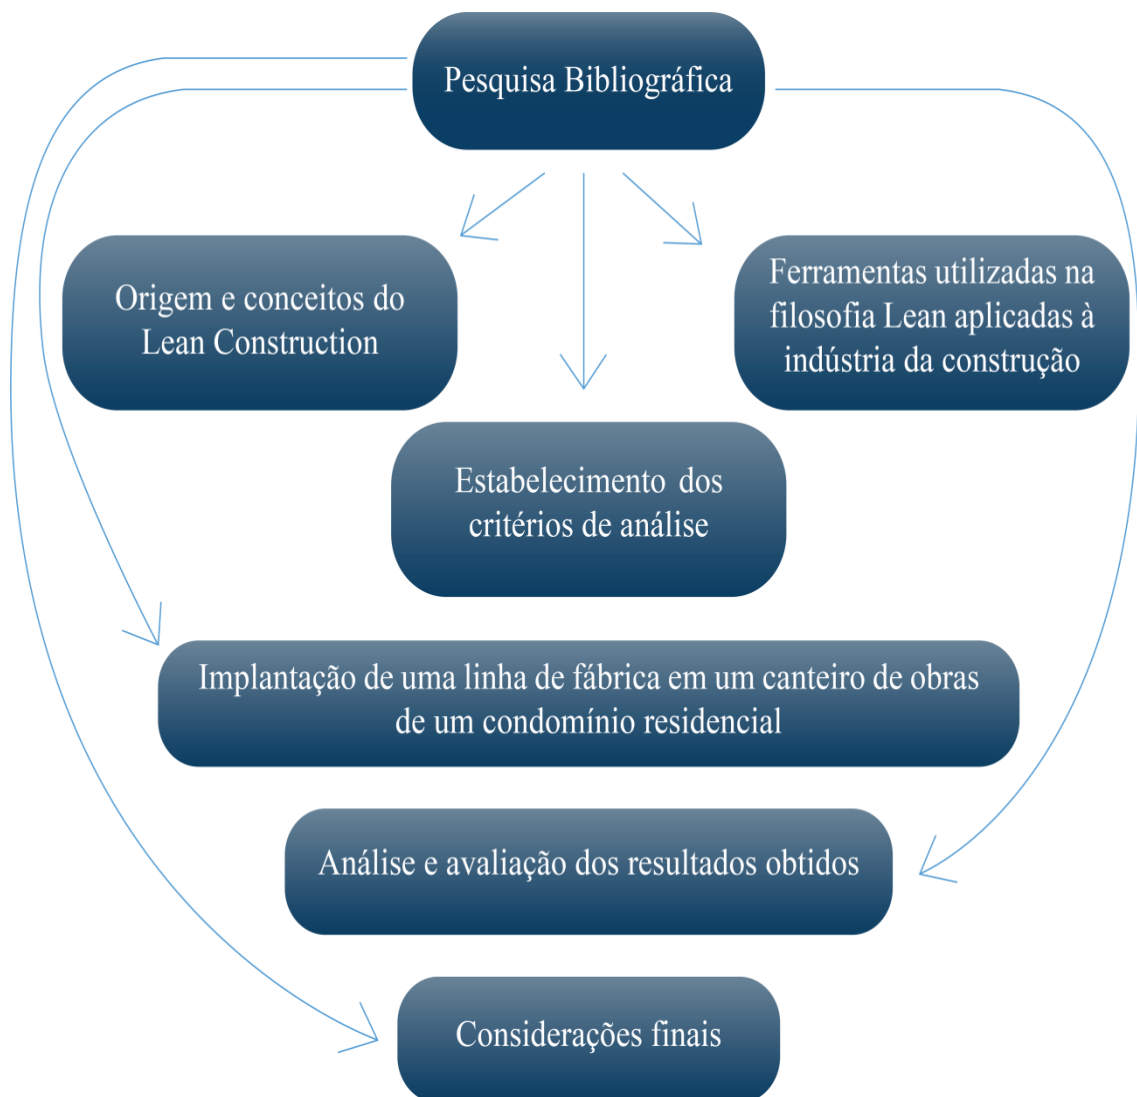 Pesquisa Bibliográfica
Origem e conceitos do
Lean Construction
Ferramentas utilizadas na
filosofia Lean aplicadas à
indústria da construção
Estabelecimento dos
critérios de análise
Implantação de uma linha de fábrica em um canteiro de obras
de um condomínio residencial
Análise e avaliação dos resultados obtidos
Considerações finais